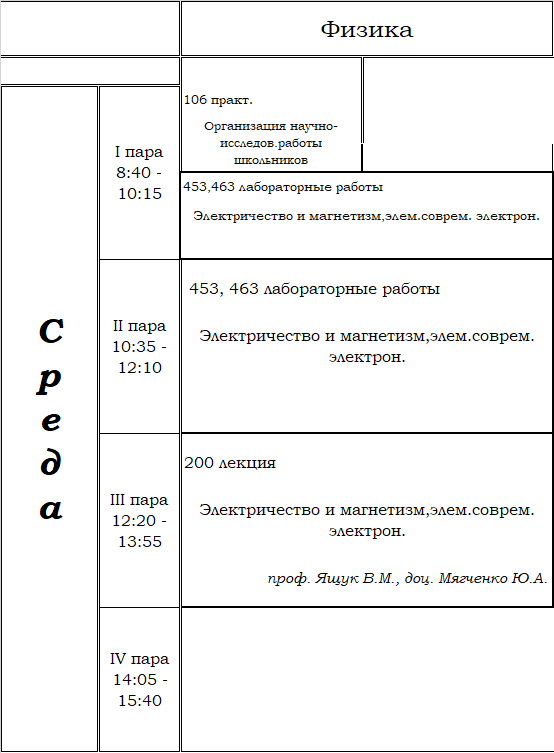 Физика
Среда
I пара
8:40 -
10:15
106 практ.
Организация научно-
исследов.работы
школьников
453,463 лабораторные работы
Электричество и магнетизм,элем.соврем. электрон.
II пара
10:35 -
12:10
453, 463 лабораторные работы
Электричество и магнетизм,элем.соврем.
электрон.
III пара
12:20 -
13:55
200 лекция
Электричество и магнетизм,элем.соврем.
электрон.
проф. Ящук В.М., доц. Мягченко Ю.А.
IV пара
14:05 -
15:40